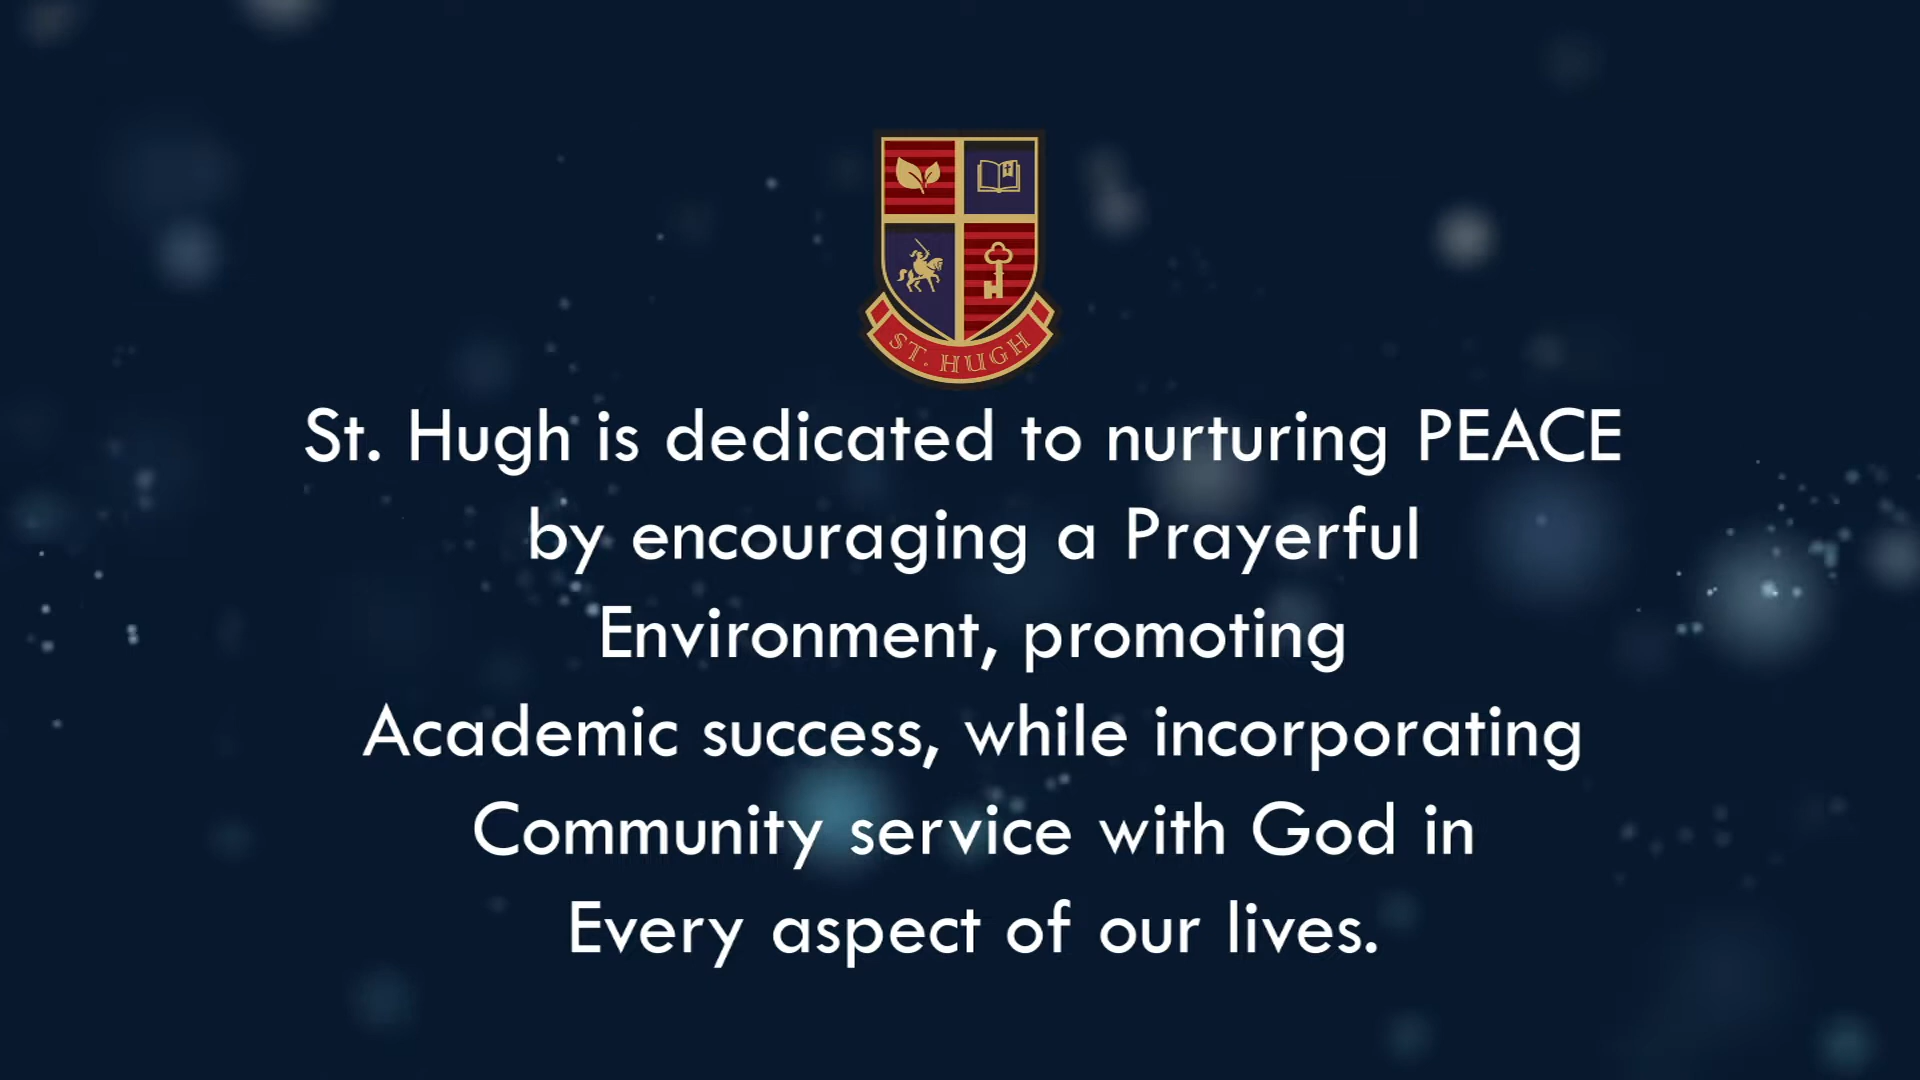 ST. HUGH
St. Hugh is dedicated to nurturing PEACE
by encouraging a Prayerful
Environment, promoting
Academic success, while incorporating
Community service with God in
Every aspect of our lives.